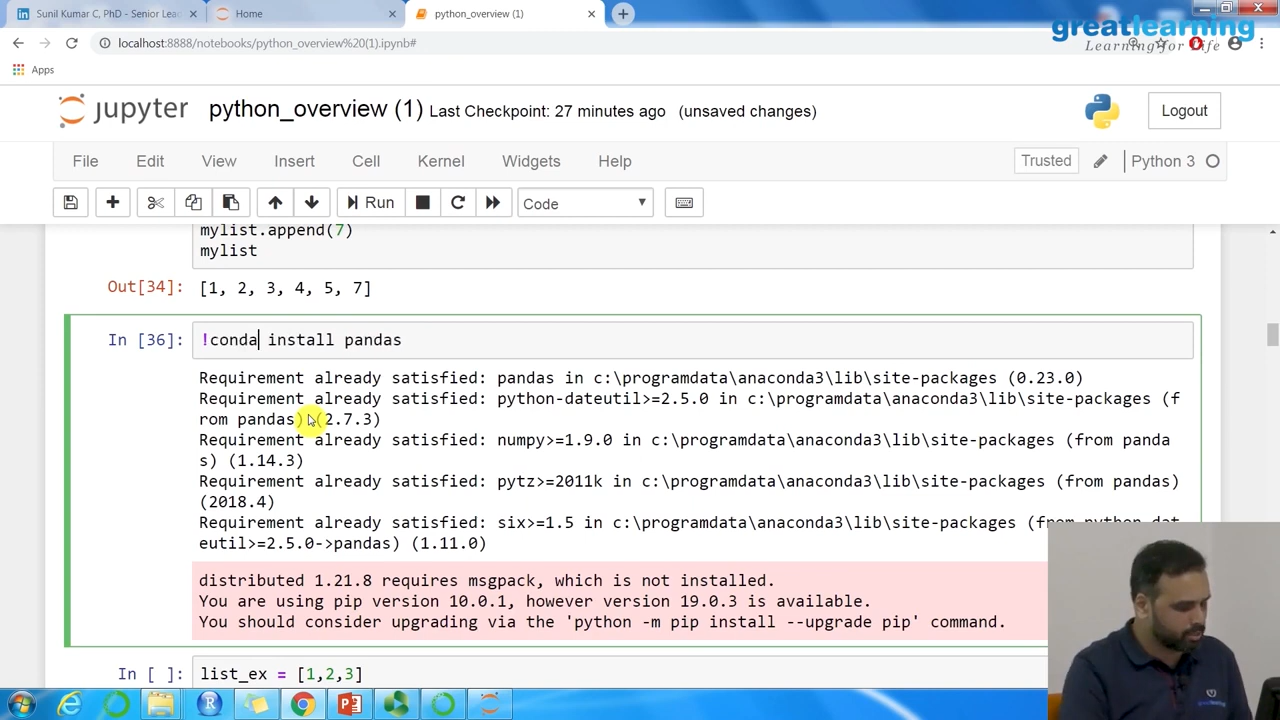 Sunil Kumar C, PhD - Senior Lea
Home
python_overview (1)
localhost:8888/notebooks/python_overview%20(1).ipynb#
greatlearning
Learning for Life
Apps
jupyter python_overview (1) Last Checkpoint: 27 minutes ago (unsaved changes)
Logout
File Edit View Insert Cell Kernel Widgets Help
Trusted
Python 3
Run
Code
mylist.append(7)
mylist
Out[34]: [1, 2, 3, 4, 5, 7]
In [36]: !conda install pandas
Requirement already satisfied: pandas in c:\programdata\anaconda3\lib\site-packages (0.23.0)
Requirement already satisfied: python-dateutil>=2.5.0 in c:\programdata\anaconda3\lib\site-packages (f
rom pandas) (2.7.3)
Requirement already satisfied: numpy>=1.9.0 in c:\programdata\anaconda3\lib\site-packages (from panda
s) (1.14.3)
Requirement already satisfied: pytz>=2011k in c:\programdata\anaconda3\lib\site-packages (from pandas)
(2018.4)
Requirement already satisfied: six>=1.5 in c:\programdata\anaconda3\lib\site-packages (from python-dat
eutil>=2.5.0->pandas) (1.11.0)
distributed 1.21.8 requires msgpack, which is not installed.
You are using pip version 10.0.1, however version 19.0.3 is available.
You should consider upgrading via the 'python -m pip install --upgrade pip' command.
In [ ]: list_ex = [1,2,3]
greatlearning